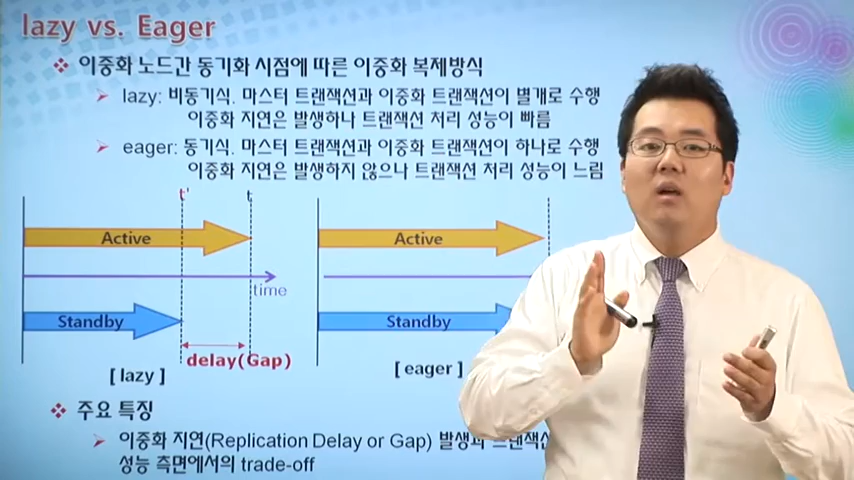 lazy vs. Eager
이중화 노드간 동기화 시점에 따른 이중화 복제방식
lazy: 비동기식. 마스터 트랜잭션과 이중화 트랜잭션이 별개로 수행
이중화 지연은 발생하나 트랜잭션 처리 성능이 빠름
eager: 동기식. 마스터 트랜잭션과 이중화 트랜잭션이 하나로 수행
이중화 지연은 발생하지 않으나 트랜잭션 처리 성능이 느림
t' t
Active
time
Standby
delay(Gap)
[ lazy ]
Active
Standby
[ eager ]
주요 특징
이중화 지연(Replication Delay or Gap) 발생과 트랜잭
성능 측면에서의 trade-off